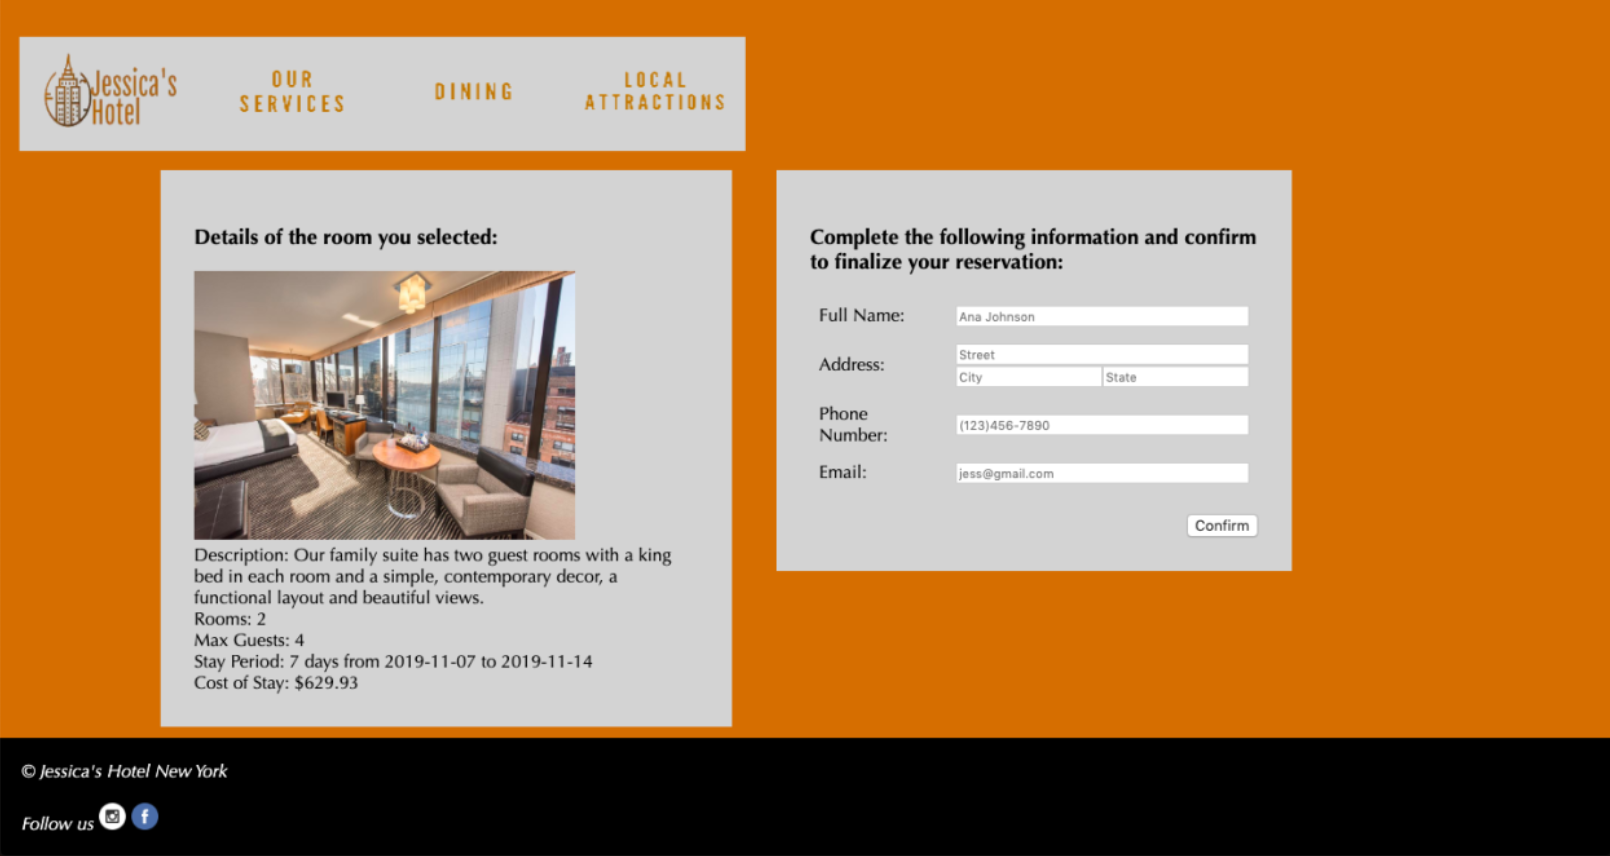 Jessica's
Hotel
OUR
SERVICES
DINING
LOCAL
ATTRACTIONS
Details of the room you selected:
Description: Our family suite has two guest rooms with a king
bed in each room and a simple, contemporary decor, a
functional layout and beautiful views.
Rooms: 2
Max Guests: 4
Stay Period: 7 days from 2019-11-07 to 2019-11-14
Cost of Stay: $629.93
Complete the following information and confirm
to finalize your reservation:
Full Name:
Ana Johnson
Address:
Street
City
State
Phone
Number:
(123)456-7890
Email:
jess@gmail.com
Confirm
© Jessica's Hotel New York
Follow us